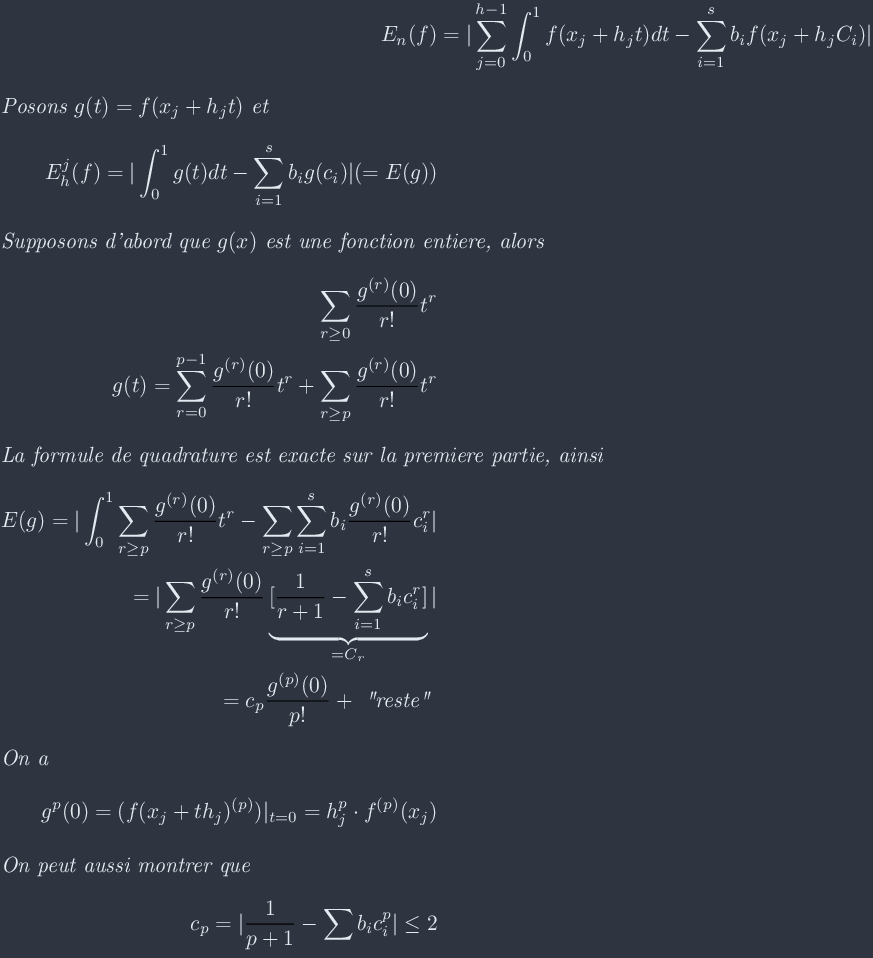 $E_n(f) = |\sum_{j=0}^{h-1} \int_0^1 f(x_j + h_j t)dt - \sum_{i=1}^{s} b_i f(x_j + h_j C_i)|$
Posons $g(t) = f(x_j + h_j t)$ et
$E_h^j(f) = |\int_0^1 g(t)dt - \sum_{i=1}^{s} b_i g(c_i)|(= E(g))$
Supposons d'abord que $g(x)$ est une fonction entiere, alors
$\sum_{r \geq 0} \frac{g^{(r)}(0)}{r!} t^r$
$g(t) = \sum_{r=0}^{p-1} \frac{g^{(r)}(0)}{r!} t^r + \sum_{r \geq p} \frac{g^{(r)}(0)}{r!} t^r$
La formule de quadrature est exacte sur la premiere partie, ainsi
$E(g) = |\int_0^1 \sum_{r \geq p} \frac{g^{(r)}(0)}{r!} t^r - \sum_{r \geq p} \sum_{i=1}^{s} b_i \frac{g^{(r)}(0)}{r!} c_i^r|$
$= |\sum_{r \geq p} \frac{g^{(r)}(0)}{r!} \underbrace{[\frac{1}{r+1} - \sum_{i=1}^{s} b_i c_i^r]}_{=C_r}|$
$= c_p \frac{g^{(p)}(0)}{p!} + \text{ "reste"}$
On a
$g^p(0) = (f(x_j + th_j)^{(p)})|_{t=0} = h_j^p \cdot f^{(p)}(x_j)$
On peut aussi montrer que
$c_p = |\frac{1}{p+1} - \sum b_i c_i^p| \leq 2$